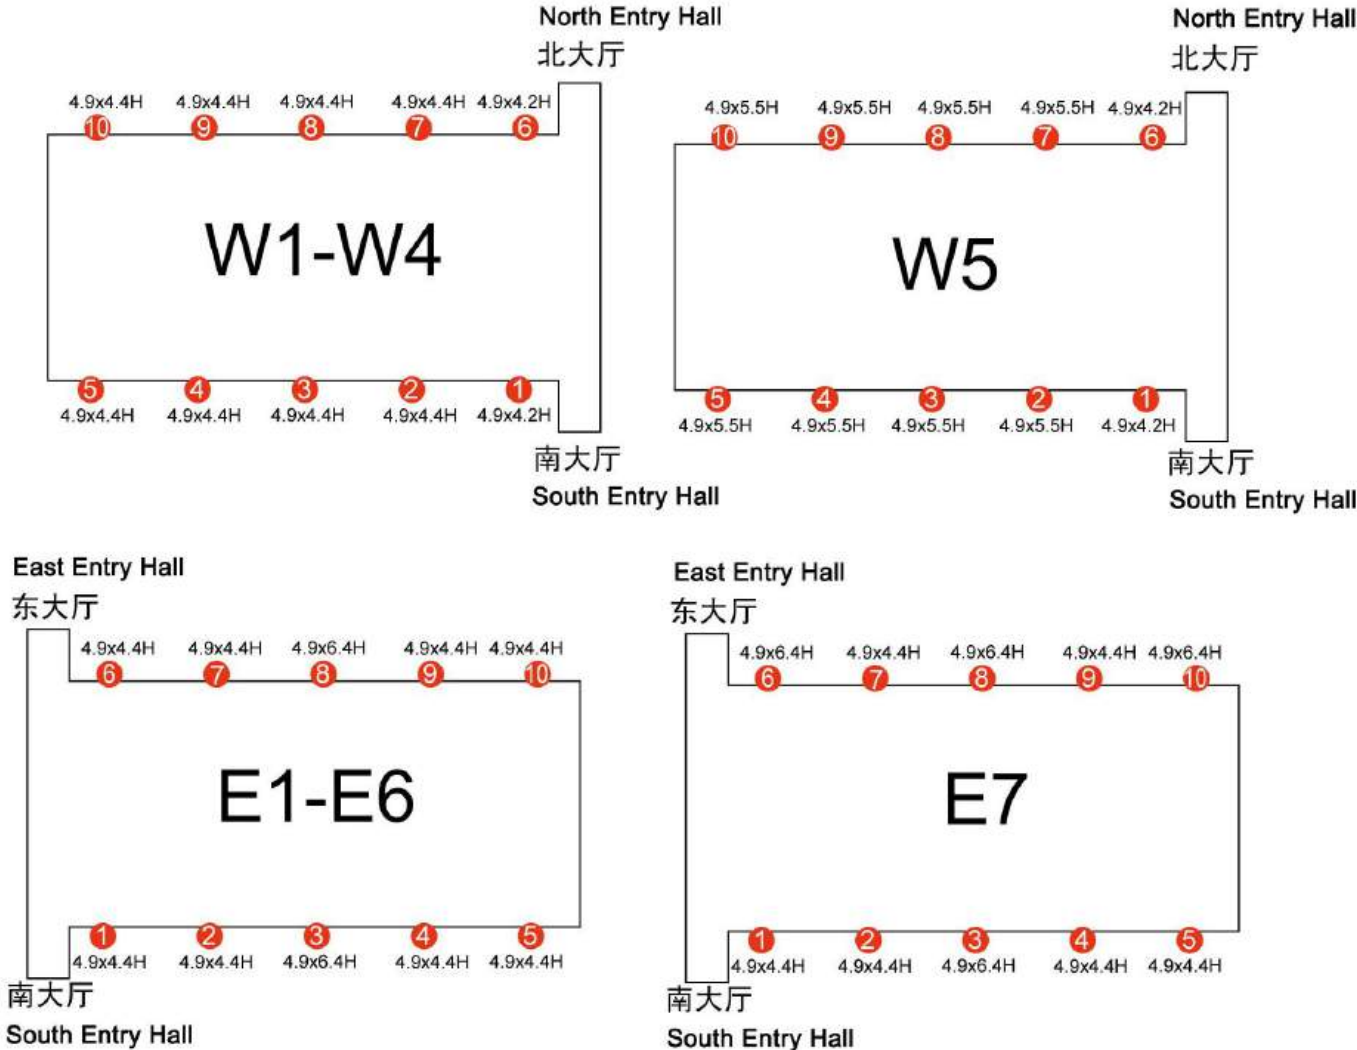 North Entry Hall
北大厅
4.9x4.4H 4.9x4.4H 4.9x4.4H 4.9x4.4H 4.9x4.2H
10 9 8 7 6
W1-W4
5 4 3 2 1
4.9x4.4H 4.9x4.4H 4.9x4.4H 4.9x4.4H 4.9x4.2H
南大厅
South Entry Hall
North Entry Hall
北大厅
4.9x5.5H 4.9x5.5H 4.9x5.5H 4.9x5.5H 4.9x4.2H
10 9 8 7 6
W5
5 4 3 2 1
4.9x5.5H 4.9x5.5H 4.9x5.5H 4.9x5.5H 4.9x4.2H
南大厅
South Entry Hall
East Entry Hall
东大厅
4.9x4.4H 4.9x4.4H 4.9x6.4H 4.9x4.4H 4.9x4.4H
6 7 8 9 10
E1-E6
1 2 3 4 5
4.9x4.4H 4.9x4.4H 4.9x6.4H 4.9x4.4H 4.9x4.4H
南大厅
South Entry Hall
East Entry Hall
东大厅
4.9x6.4H 4.9x4.4H 4.9x6.4H 4.9x4.4H 4.9x6.4H
6 7 8 9 10
E7
1 2 3 4 5
4.9x4.4H 4.9x4.4H 4.9x6.4H 4.9x4.4H 4.9x4.4H
南大厅
South Entry Hall